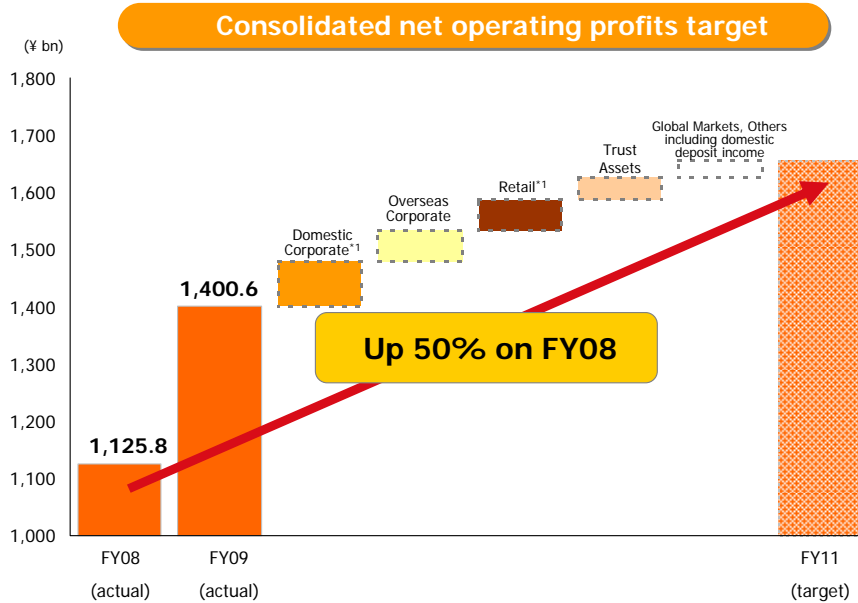 Consolidated net operating profits target
(¥ bn)
1,800
1,700
1,600
1,500
1,400
1,300
1,200
1,100
1,000
1,125.8
1,400.6
Domestic
Corporate*1
Overseas
Corporate
Retail*1
Trust
Assets
Global Markets, Others
including domestic
deposit income
Up 50% on FY08
FY08
(actual)
FY09
(actual)
FY11
(target)